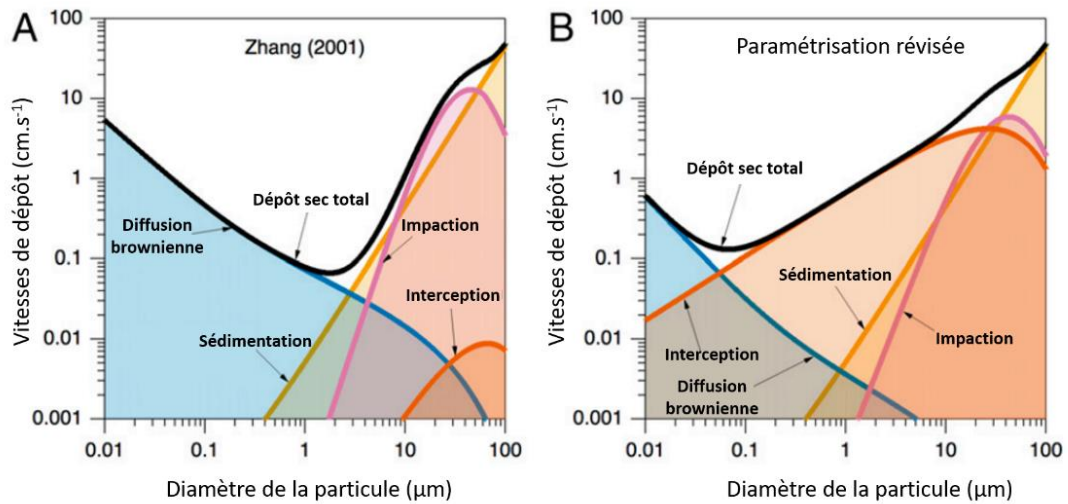 A
Zhang (2001)
Vitesses de dépôt (cm.s⁻¹)
100
10
1
0.1
0.01
0.001
Dépôt sec total
Diffusion
brownienne
Impaction
Interception
Sédimentation
0.01
0.1
1
10
100
Diamètre de la particule (µm)
B
Paramétrisation révisée
Vitesses de dépôt (cm.s⁻¹)
100
10
1
0.1
0.01
0.001
Dépôt sec total
Sédimentation
Impaction
Interception
Diffusion
brownienne
0.01
0.1
1
10
100
Diamètre de la particule (µm)